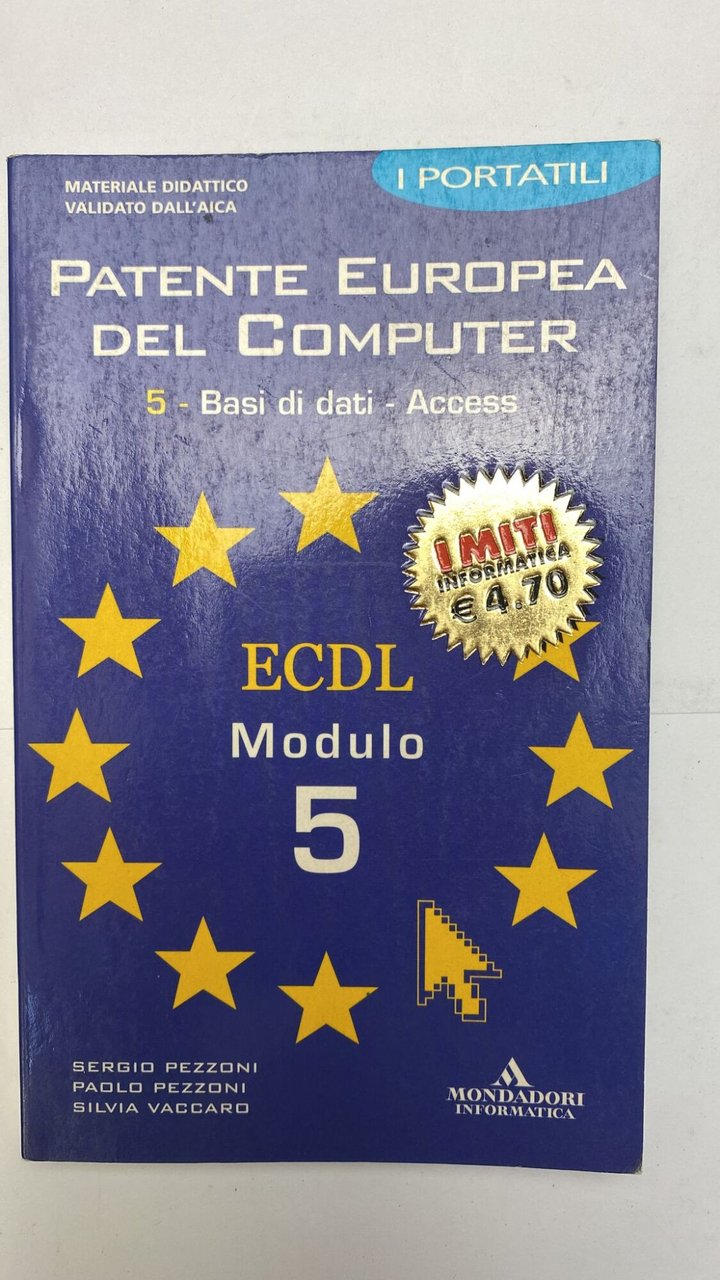 MATERIALE DIDATTICO
VALIDATO DALL'AICA
I PORTATILI
PATENTE EUROPEA
DEL COMPUTER
5 - Basi di dati - Access
I MITI
INFORMATICA
€ 4.70
ECDL
Modulo
5
SERGIO PEZZONI
PAOLO PEZZONI
SILVIA VACCARO
MONDADORI
INFORMATICA